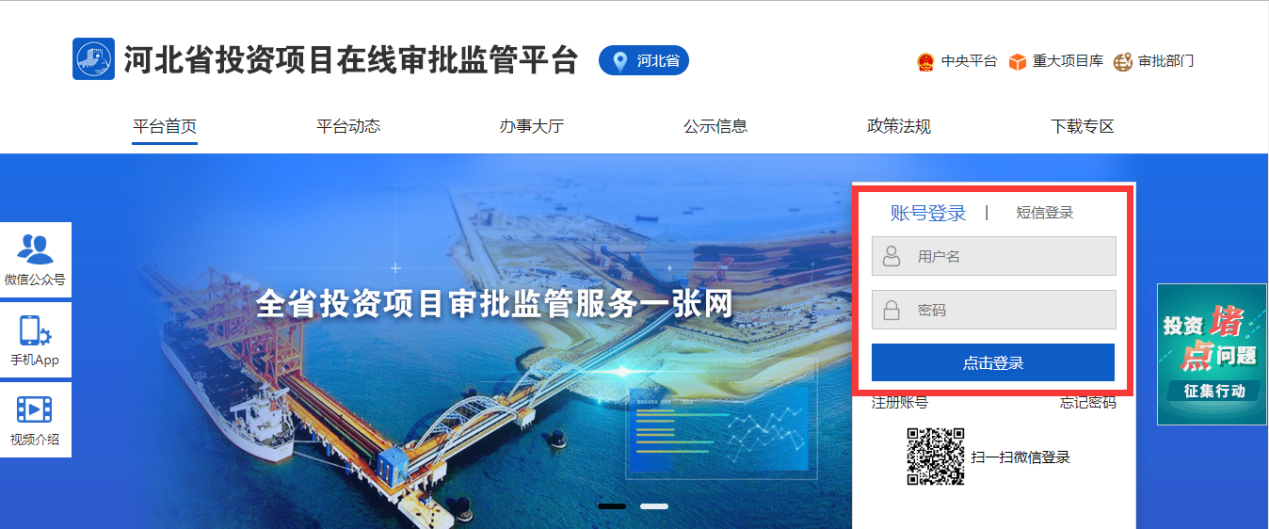 河北省投资项目在线审批监管平台
河北省
中央平台 重大项目库 审批部门
平台首页 平台动态 办事大厅 公示信息 政策法规 下载专区
微信公众号
手机App
视频介绍
全省投资项目审批监管服务一张网
账号登录 | 短信登录
用户名
密码
点击登录
注册账号 忘记密码
扫一扫微信登录
投资堵
点问题
征集行动